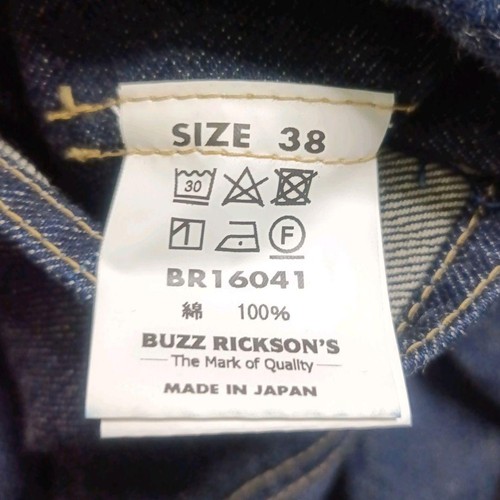 SIZE 38
30
F
BR16041
綿 100%
BUZZ RICKSON'S
The Mark of Quality
MADE IN JAPAN